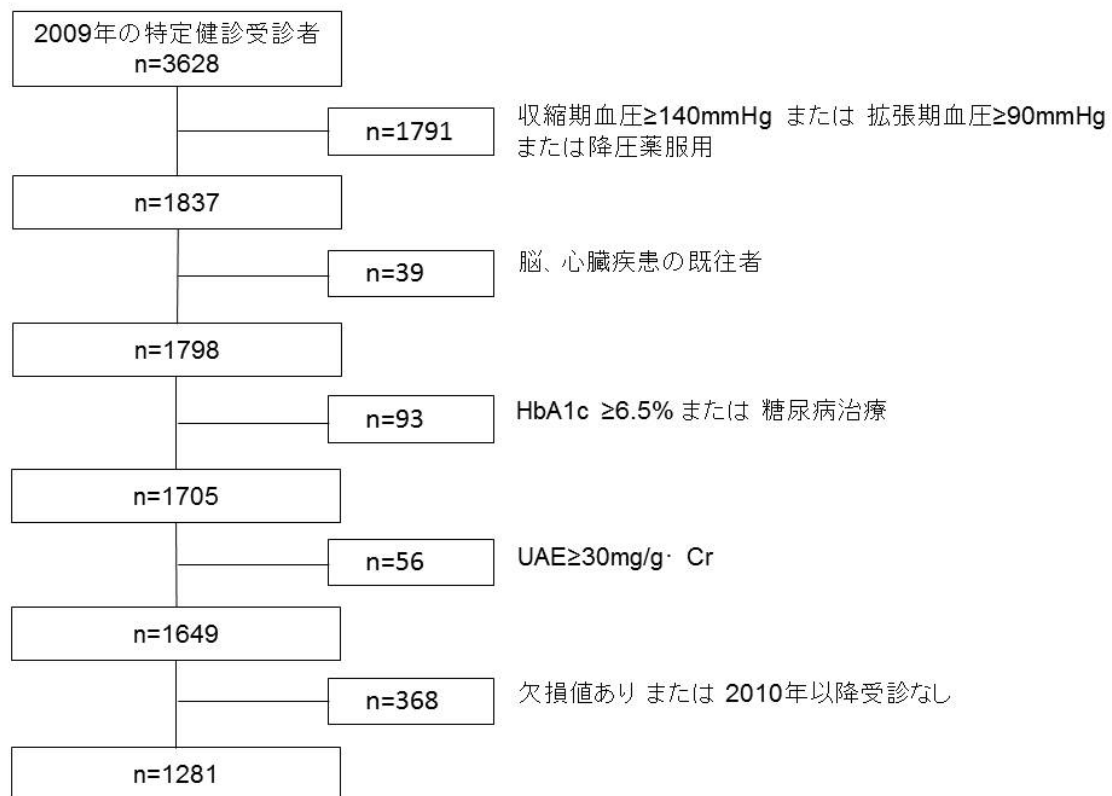 2009年の特定健診受診者
n=3628
n=1791
収縮期血圧≥140mmHg または 拡張期血圧≥90mmHg
または降圧薬服用
n=1837
n=39
脳、心臓疾患の既往者
n=1798
n=93
HbA1c ≥6.5% または 糖尿病治療
n=1705
n=56
UAE≥30mg/g· Cr
n=1649
n=368
欠損値あり または 2010年以降受診なし
n=1281